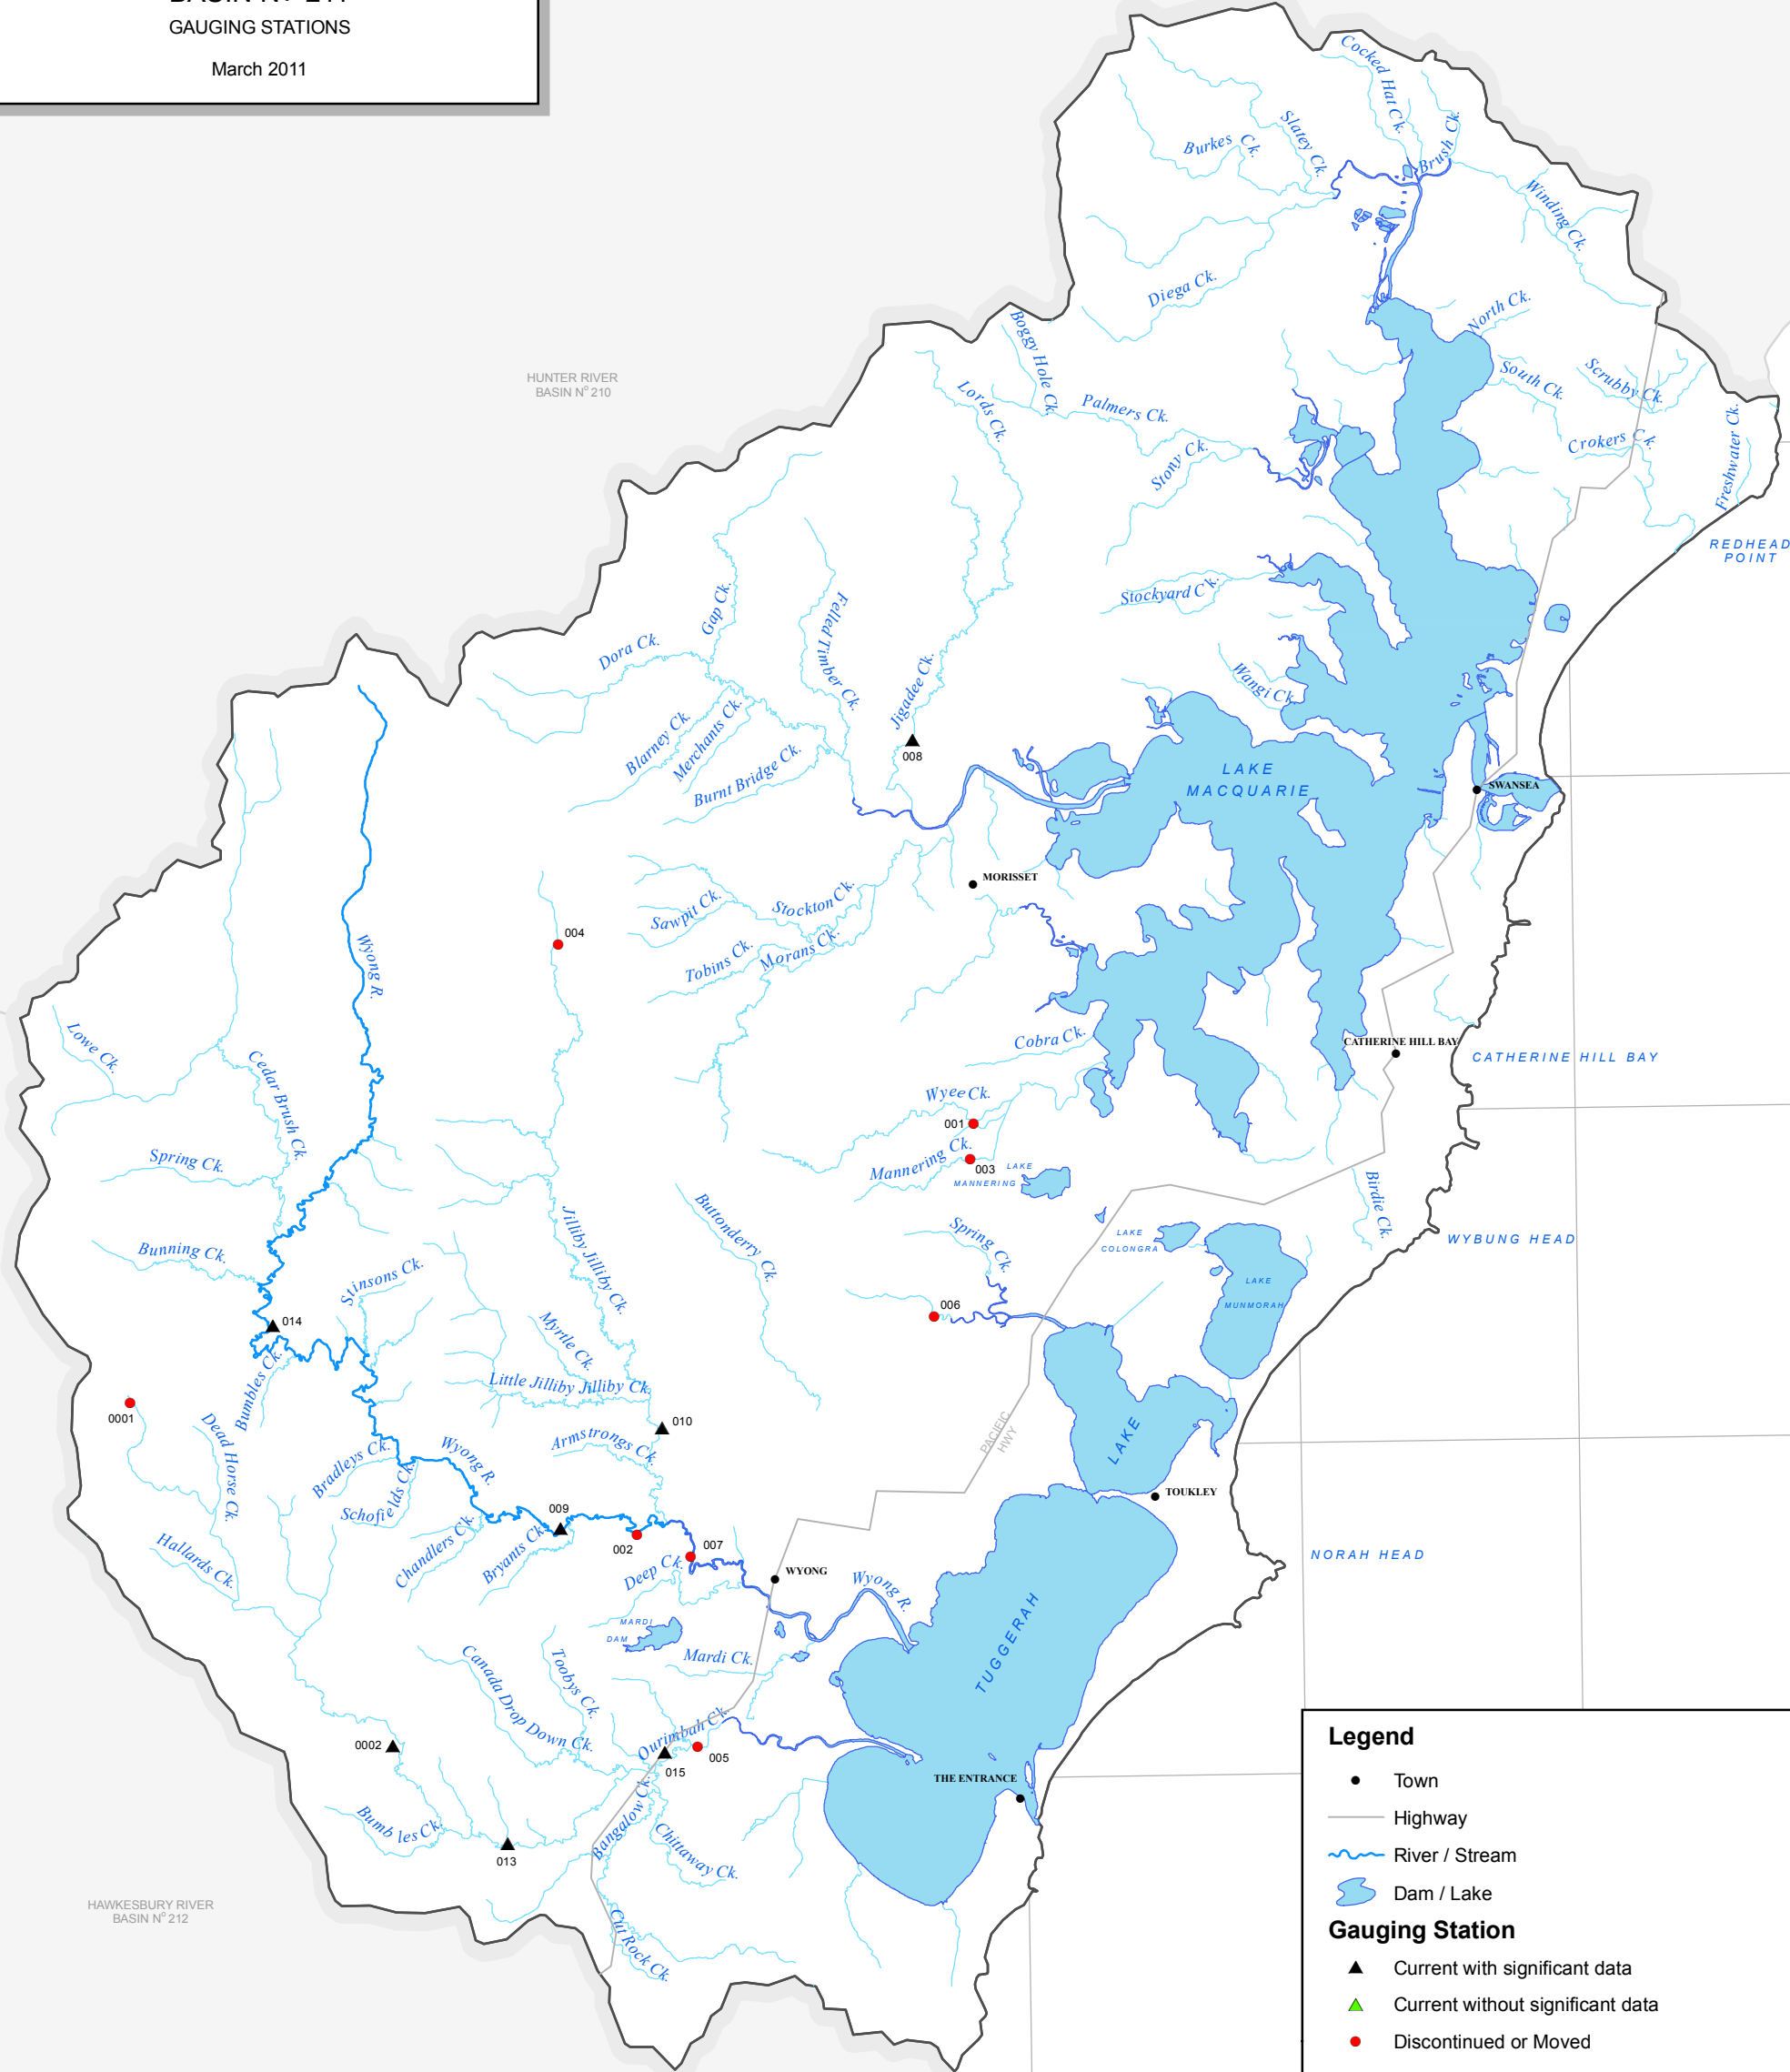 GAUGING STATIONS
March 2011
HUNTER RIVER
BASIN Nº 210
Cocked Hat Ck.
Slatey Ck.
Burkes Ck.
Brush Ck.
Winding Ck.
Diega Ck.
North Ck.
Boggy Hole Ck.
Lords Ck.
Palmers Ck.
Stony Ck.
South Ck.
Scrubby Ck.
Crokers Ck.
Freshwater Ck.
REDHEAD
POINT
Stockyard Ck.
Gap Ck.
Felled Timber Ck.
Dora Ck.
Jigadee Ck.
Wangi Ck.
Blarney Ck.
Merchants Ck.
Burnt Bridge Ck.
008
LAKE
MACQUARIE
SWANSEA
MORISSET
Sawpit Ck.
Stockton Ck.
Tobins Ck.
Morans Ck.
004
Wyong R.
Lowe Ck.
Cedar Brush Ck.
Cobra Ck.
CATHERINE HILL BAY
CATHERINE HILL BAY
Wyee Ck.
001
Mannering Ck.
003
LAKE
MANNERING
Spring Ck.
Birdie Ck.
Buttonderry Ck.
Jilliby Jilliby Ck.
Spring Ck.
LAKE
COLONGRA
WYBUNG HEAD
Bunning Ck.
Stinsons Ck.
LAKE
MUNMORAH
006
014
Myrtle Ck.
Bumbles Ck.
Little Jilliby Jilliby Ck.
0001
Dead Horse Ck.
010
Armstrongs Ck.
PACIFIC
HWY
LAKE
Bradleys Ck.
Wyong R.
Schofields Ck.
TOUKLEY
009
Chandlers Ck.
Bryants Ck.
002
007
Hallards Ck.
Deep Ck.
WYONG
Wyong R.
NORAH HEAD
MARDI
DAM
TUGGERAH
Mardi Ck.
Canada Drop Down Ck.
Toobys Ck.
Ourimbah Ck.
0002
005
015
THE ENTRANCE
Bumbles Ck.
013
Bangalow Ck.
Chittaway Ck.
Cut Rock Ck.
HAWKESBURY RIVER
BASIN Nº 212
Legend
Town
Highway
River / Stream
Dam / Lake
Gauging Station
Current with significant data
Current without significant data
Discontinued or Moved